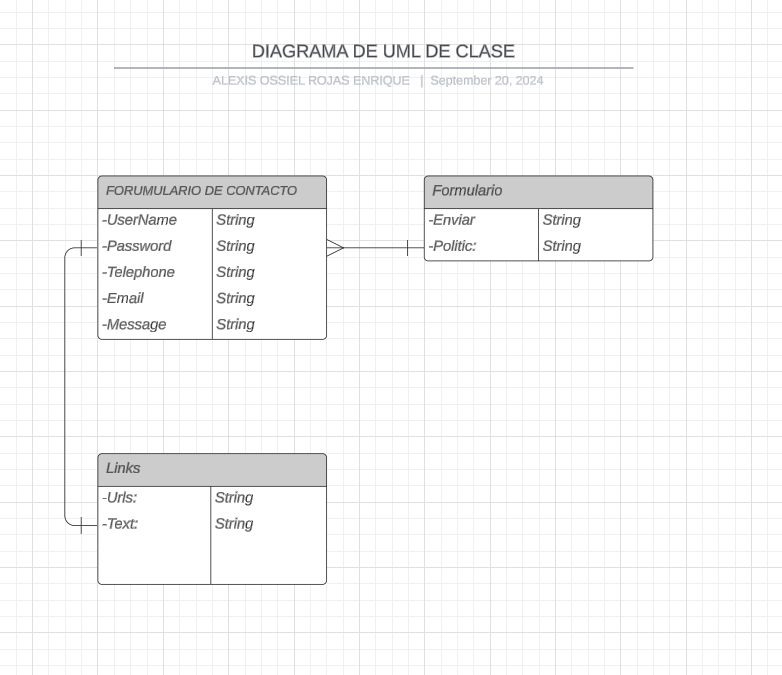 DIAGRAMA DE UML DE CLASE
ALEXIS OSSIEL ROJAS ENRIQUE | September 20, 2024
FORUMULARIO DE CONTACTO
-UserName String
-Password String
-Telephone String
-Email String
-Message String
Formulario
-Enviar String
-Politic: String
Links
-Urls: String
-Text: String